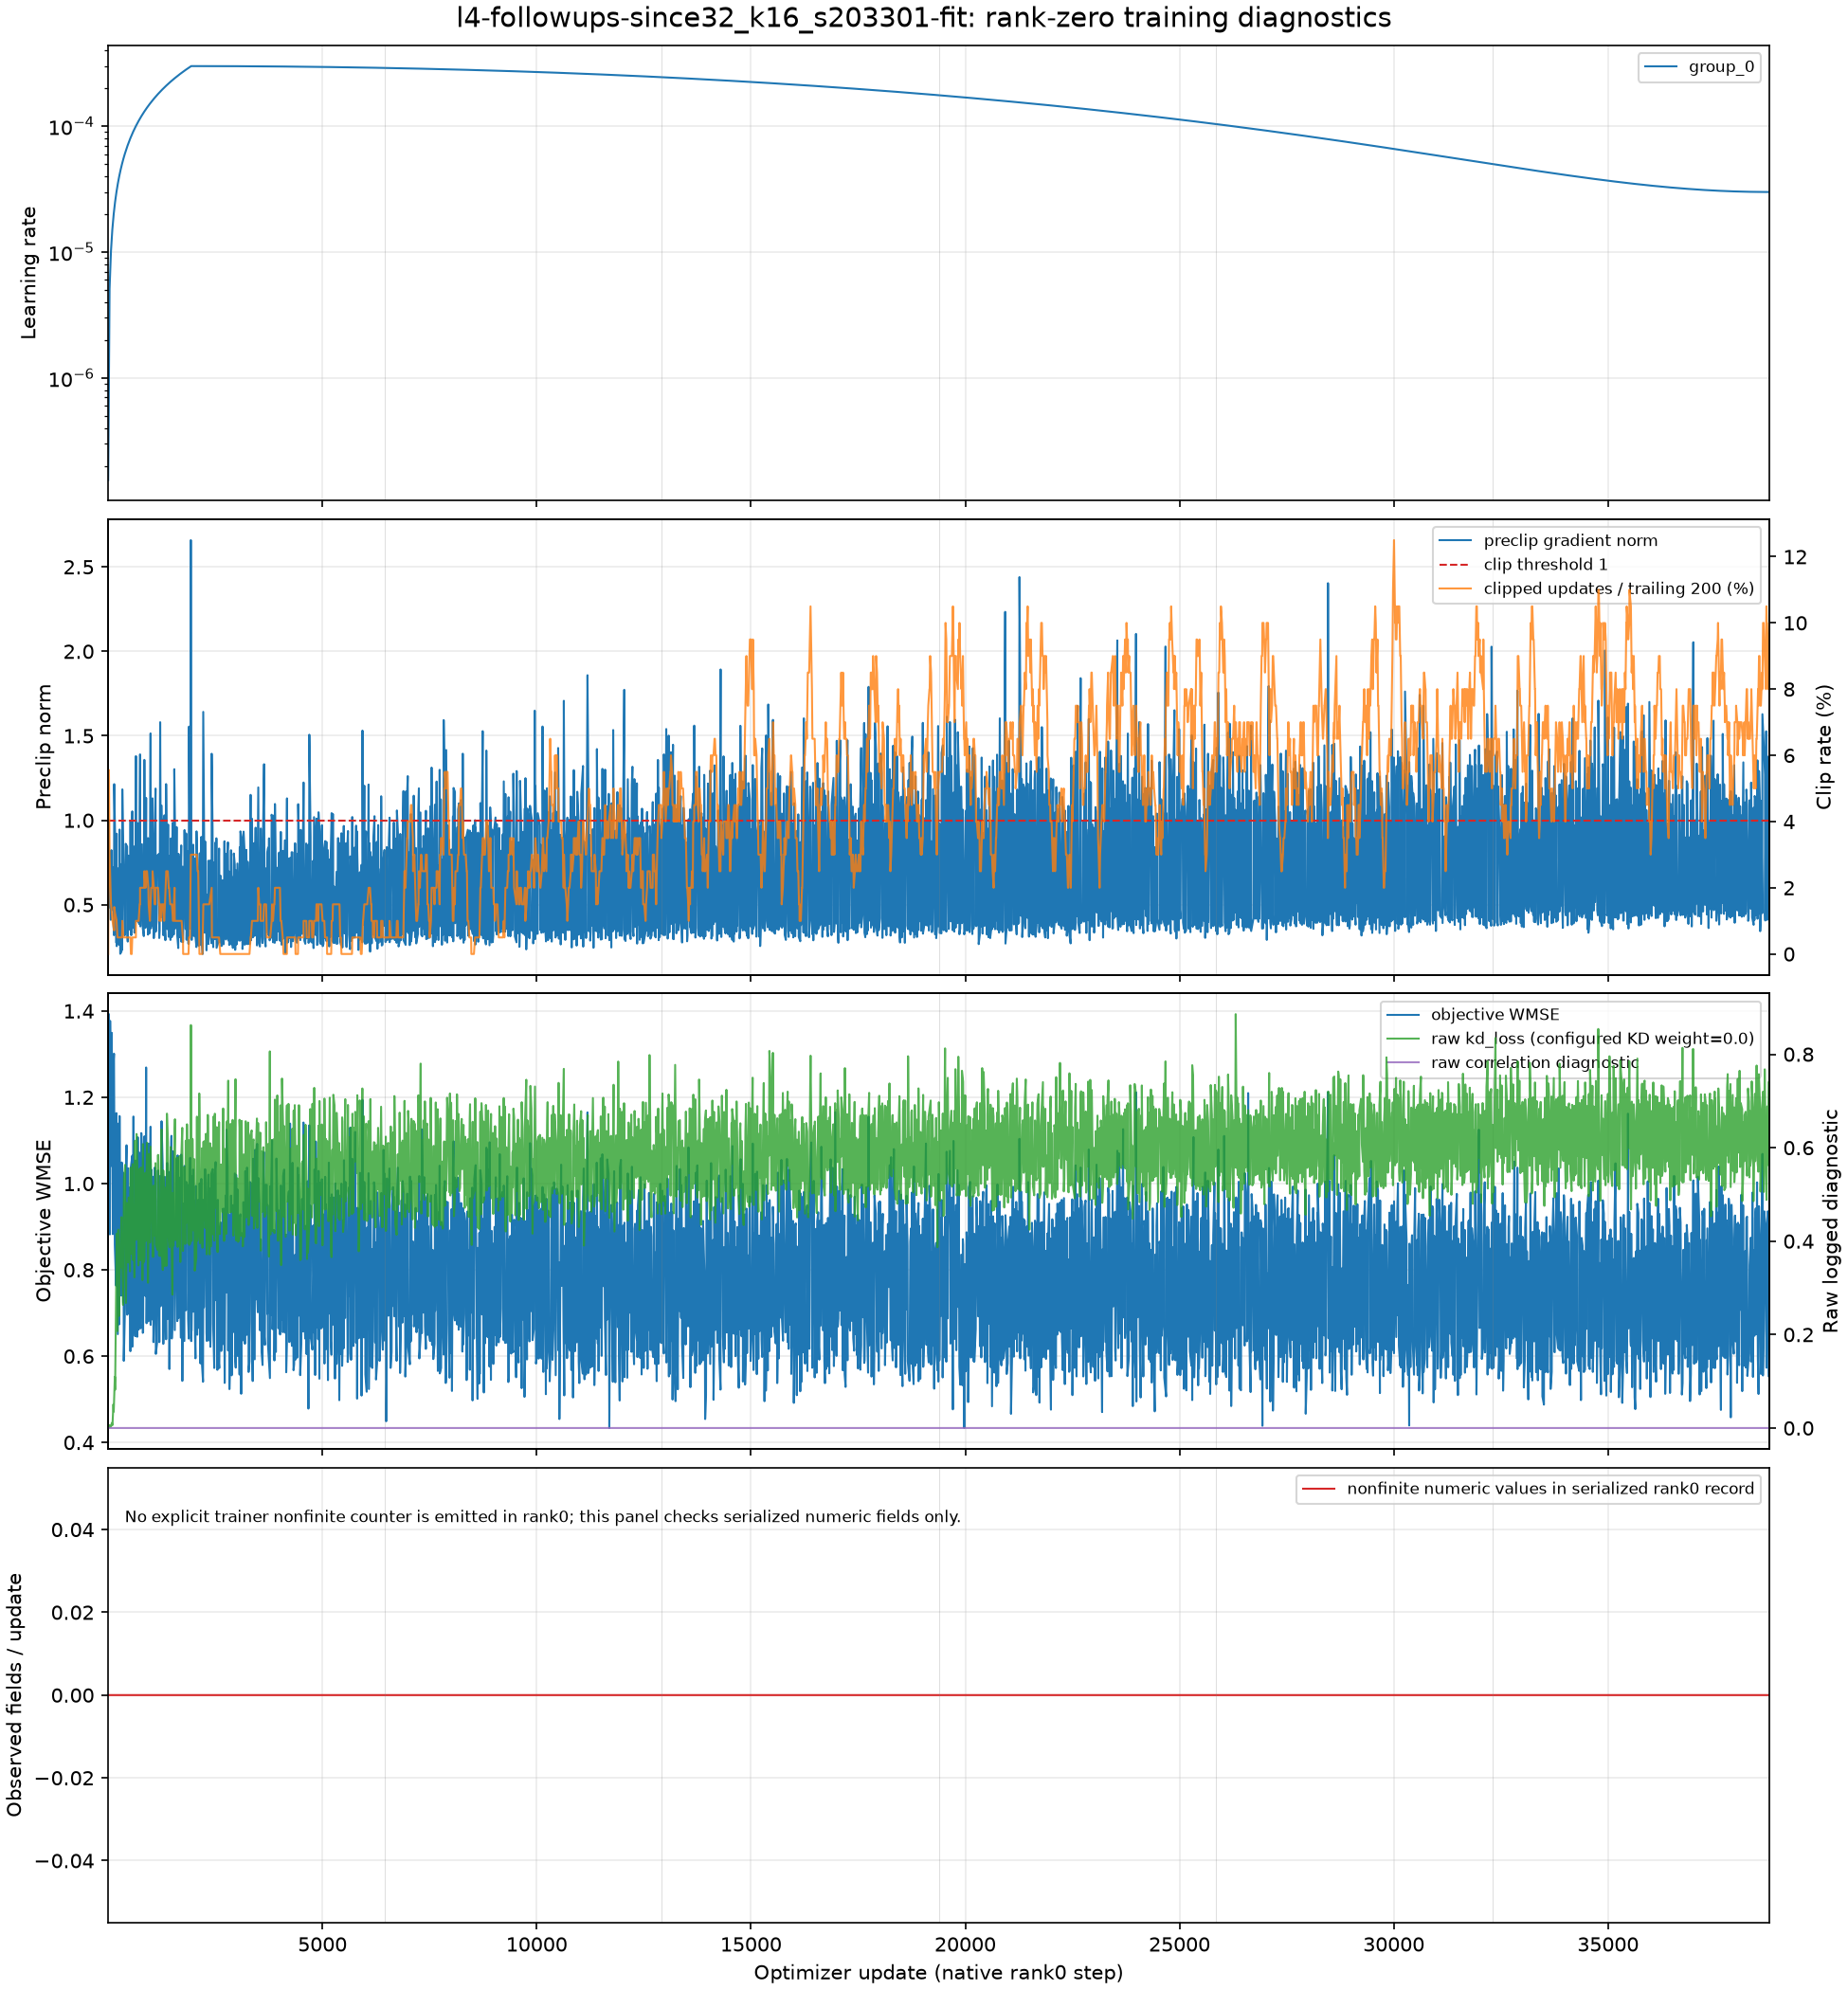 l4-followups-since32_k16_s203301-fit: rank-zero training diagnostics
group_0
10⁻⁴
10⁻⁵
10⁻⁶
Learning rate
preclip gradient norm
clip threshold 1
clipped updates / trailing 200 (%)
2.5
2.0
1.5
1.0
0.5
Preclip norm
12
10
8
6
4
2
0
Clip rate (%)
objective WMSE
raw kd_loss (configured KD weight=0.0)
raw correlation diagnostic
1.4
1.2
1.0
0.8
0.6
0.4
Objective WMSE
0.8
0.6
0.4
0.2
0.0
Raw logged diagnostic
nonfinite numeric values in serialized rank0 record
No explicit trainer nonfinite counter is emitted in rank0; this panel checks serialized numeric fields only.
0.04
0.02
0.00
−0.02
−0.04
Observed fields / update
5000
10000
15000
20000
25000
30000
35000
Optimizer update (native rank0 step)